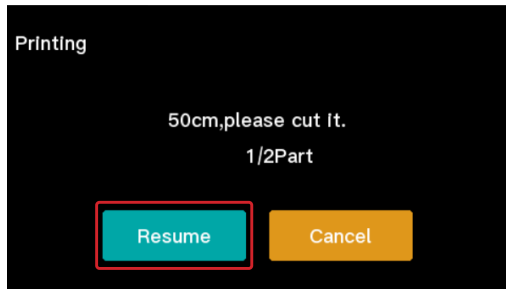 Printing
50cm,please cut it.
1/2Part
Resume
Cancel